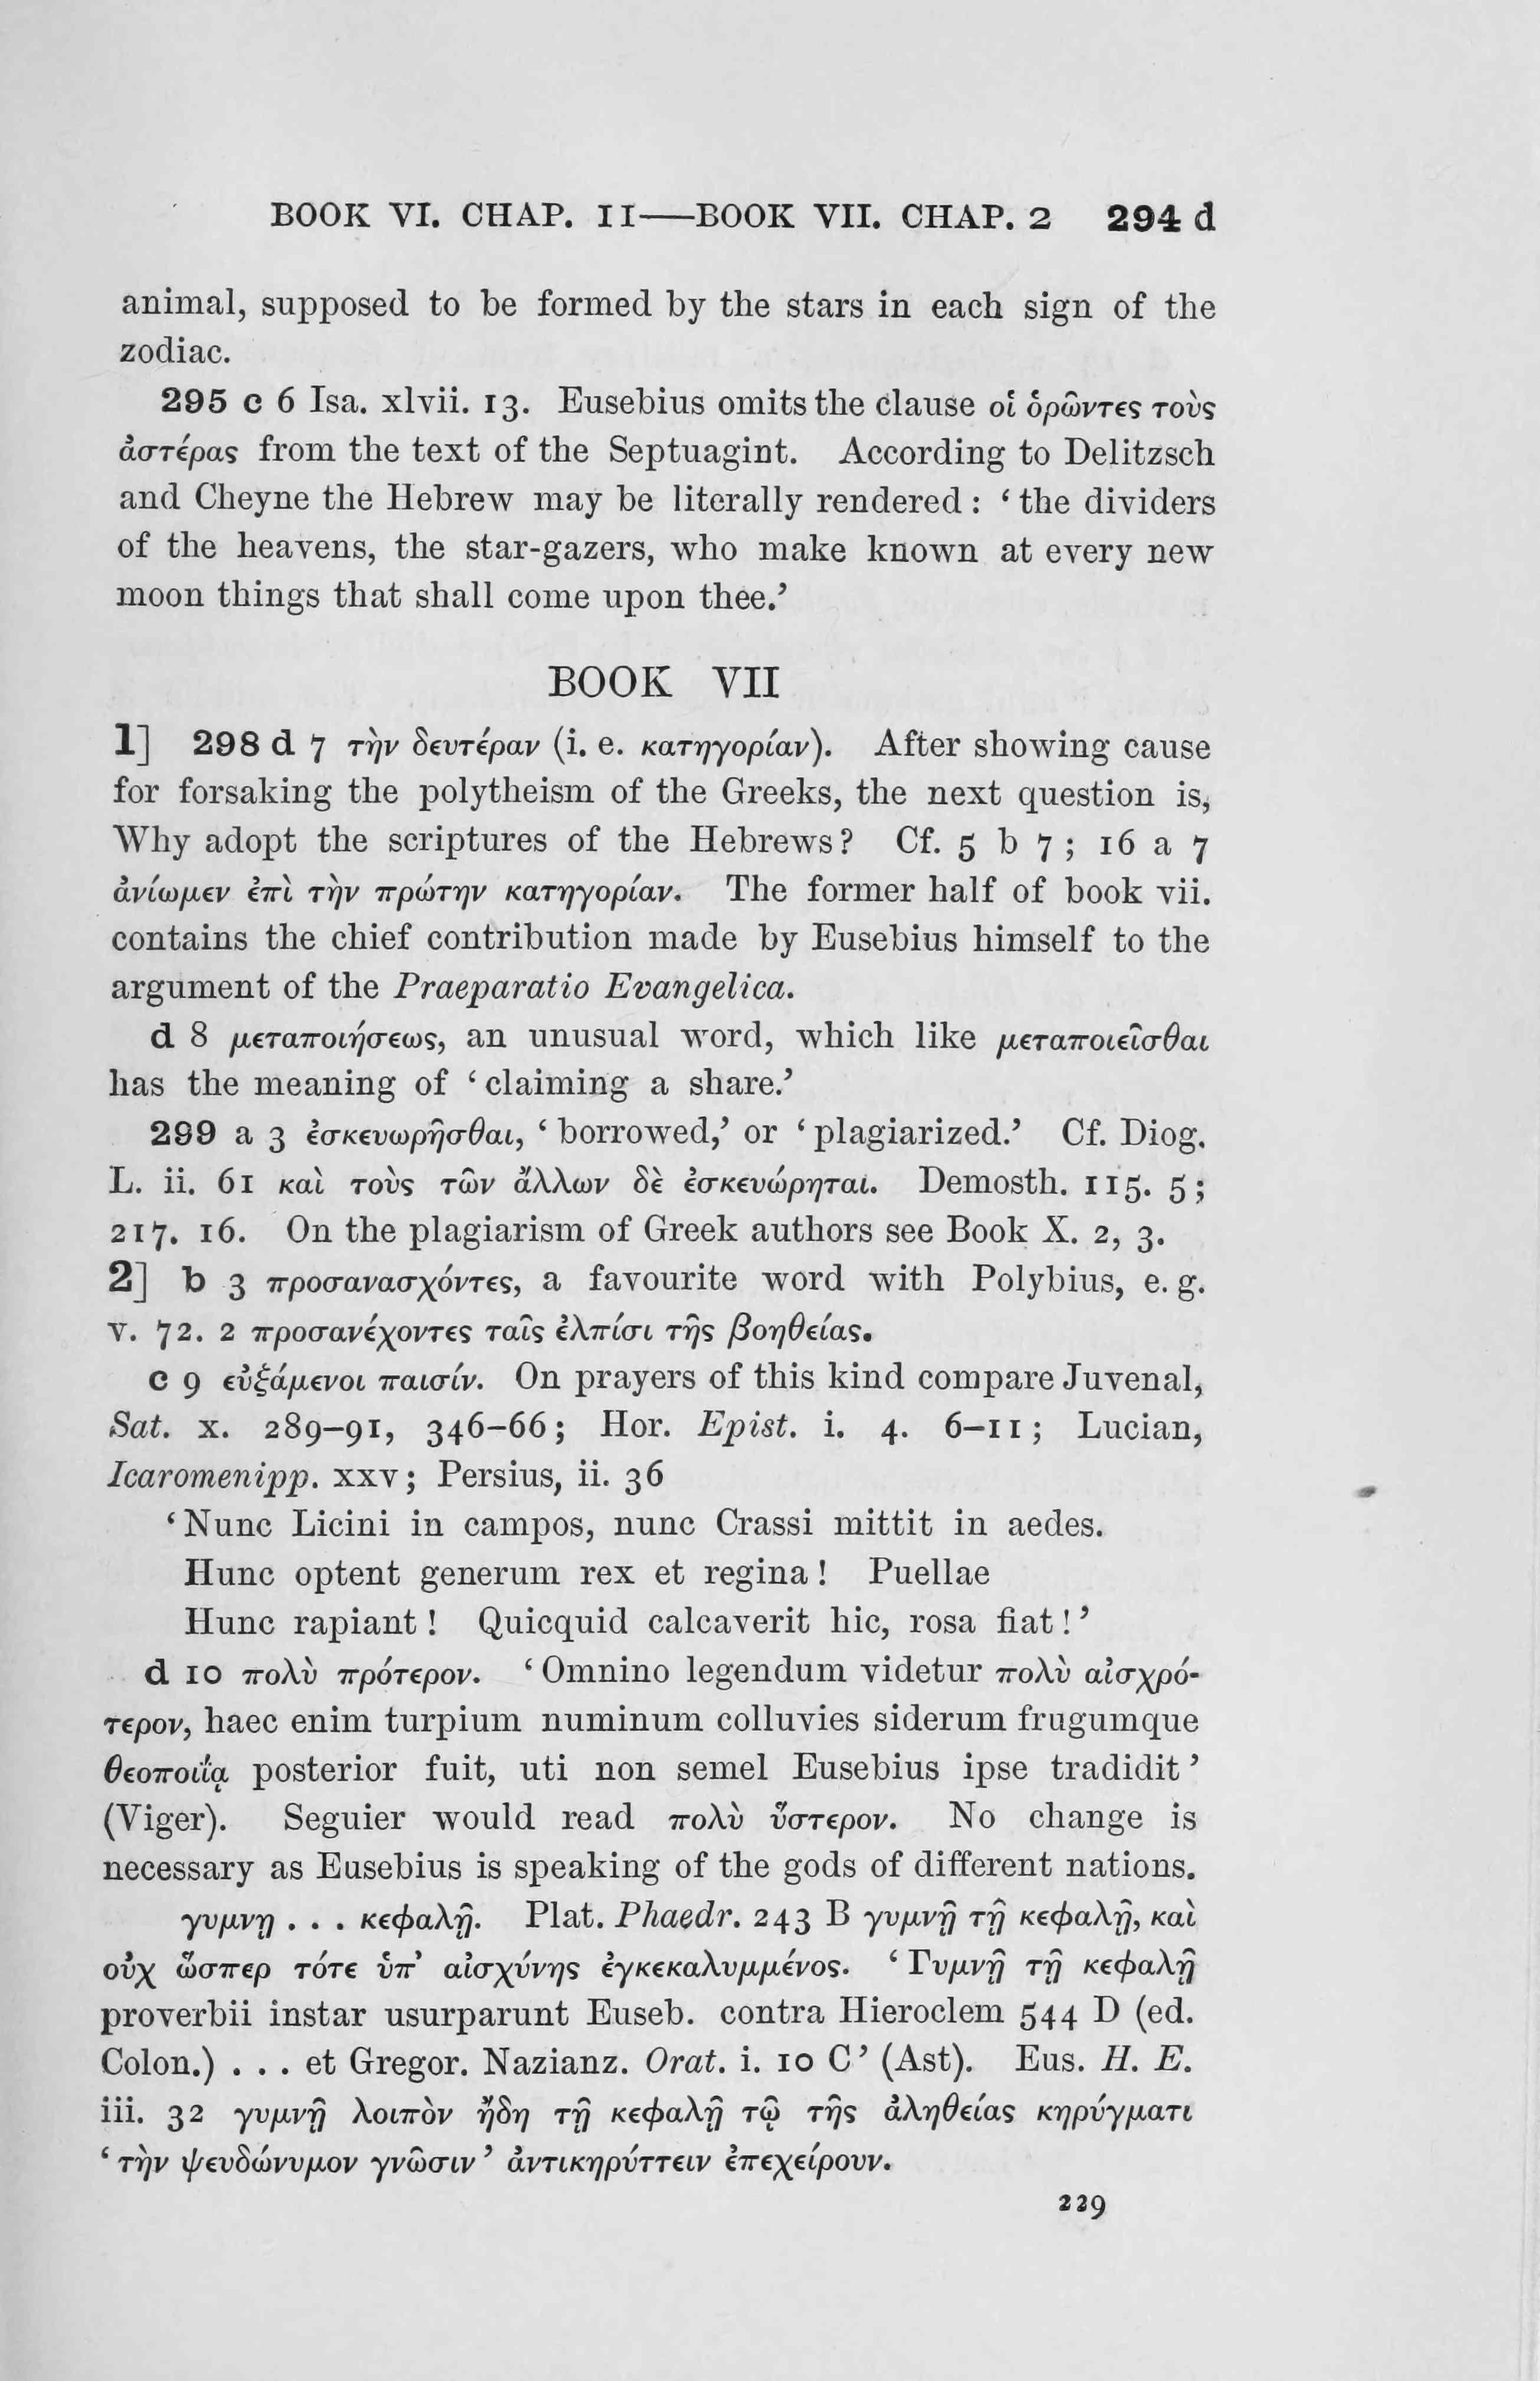 BOOK VI. CHAP. 11—BOOK VII. CHAP. 2 294 d
animal, supposed to be formed by the stars in each sign of the
zodiac.
295 c 6 Isa. xlvii. 13. Eusebius omits the clause οἱ ὁρῶντες τοὺς
ἀστέρας from the text of the Septuagint. According to Delitzsch
and Cheyne the Hebrew may be literally rendered : ‘ the dividers
of the heavens, the star-gazers, who make known at every new
moon things that shall come upon thee.’
BOOK VII
1] 298 d 7 τὴν δευτέραν (i. e. κατηγορίαν). After showing cause
for forsaking the polytheism of the Greeks, the next question is,
Why adopt the scriptures of the Hebrews? Cf. 5 b 7 ; 16 a 7
ἀνίωμεν ἐπὶ τὴν πρώτην κατηγορίαν. The former half of book vii.
contains the chief contribution made by Eusebius himself to the
argument of the Praeparatio Evangelica.
d 8 μεταποιήσεως, an unusual word, which like μεταποιεῖσθαι
has the meaning of ‘ claiming a share.’
299 a 3 ἐσκευωρῆσθαι, ‘ borrowed,’ or ‘ plagiarized.’ Cf. Diog.
L. ii. 61 καὶ τοὺς τῶν ἄλλων δὲ ἐσκευώρηται. Demosth. 115. 5 ;
217. 16. On the plagiarism of Greek authors see Book X. 2, 3.
2] b 3 προσανασχόντες, a favourite word with Polybius, e. g.
v. 72. 2 προσανέχοντες ταῖς ἐλπίσι τῆς βοηθείας.
c 9 εὐξάμενοι παισίν. On prayers of this kind compare Juvenal,
Sat. x. 289–91, 346–66 ; Hor. Epist. i. 4. 6–11 ; Lucian,
Icaromenipp. xxv ; Persius, ii. 36
‘ Nunc Licini in campos, nunc Crassi mittit in aedes.
Hunc optent generum rex et regina ! Puellae
Hunc rapiant ! Quicquid calcaverit hic, rosa fiat ! ’
d 10 πολὺ πρότερον. ‘ Omnino legendum videtur πολὺ αἰσχρό-
τερον, haec enim turpium numinum colluvies siderum frugumque
θεοποιΐᾳ posterior fuit, uti non semel Eusebius ipse tradidit ’
(Viger). Seguier would read πολὺ ὕστερον. No change is
necessary as Eusebius is speaking of the gods of different nations.
γυμνῃ . . . κεφαλῇ. Plat. Phaedr. 243 B γυμνῇ τῇ κεφαλῇ, καὶ
οὐχ ὥσπερ τότε ὑπ’ αἰσχύνης ἐγκεκαλυμμένος. ‘ Γυμνῇ τῇ κεφαλῇ
proverbii instar usurparunt Euseb. contra Hieroclem 544 D (ed.
Colon.) . . . et Gregor. Nazianz. Orat. i. 10 C ’ (Ast). Eus. H. E.
iii. 32 γυμνῇ λοιπὸν ἤδη τῇ κεφαλῇ τῷ τῆς ἀληθείας κηρύγματι
‘ τὴν ψευδώνυμον γνῶσιν ’ ἀντικηρύττειν ἐπεχείρουν.
229